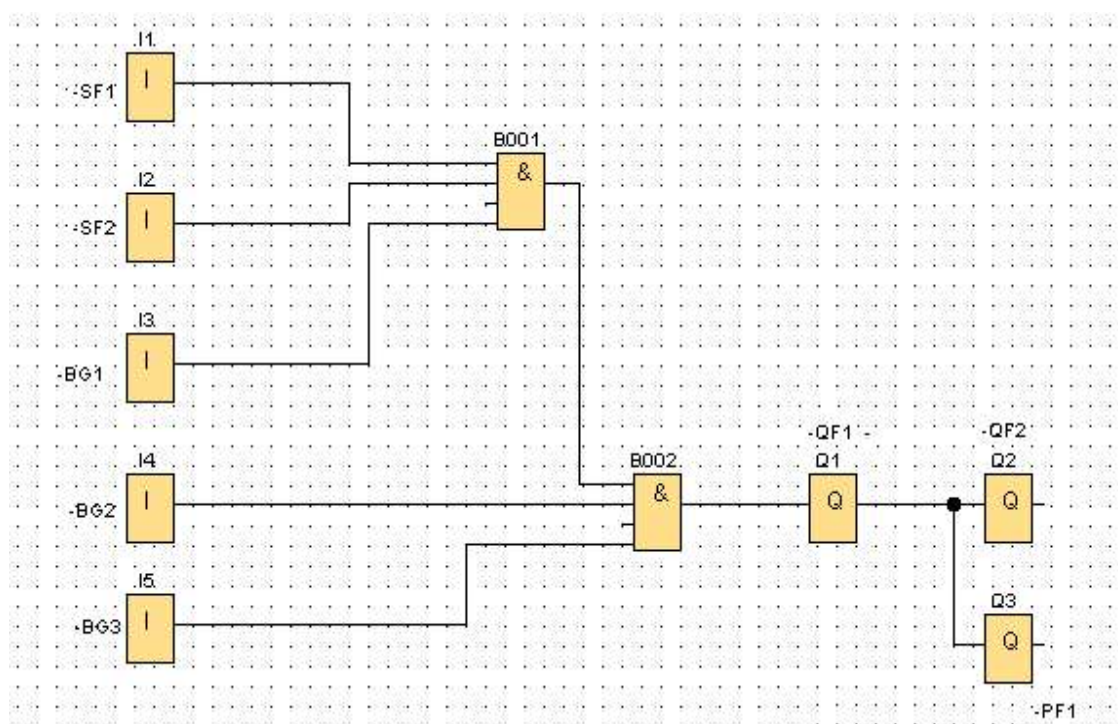 I1
I
-SF1
B001
&
I2
I
-SF2
I3
I
-BG1
-QF1 -
-QF2
I4
B002
Q1
Q2
I
&
Q
Q
-BG2
I5
I
-BG3
Q3
Q
-PF1